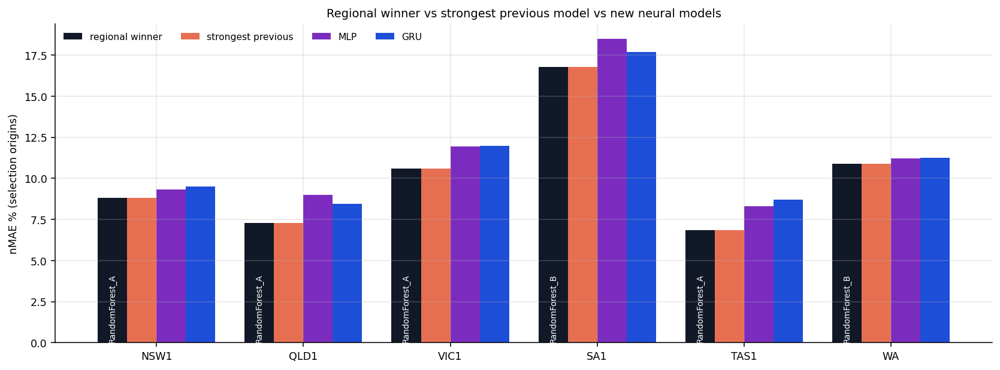 Regional winner vs strongest previous model vs new neural models
regional winner
strongest previous
MLP
GRU
nMAE % (selection origins)
17.5
15.0
12.5
10.0
7.5
5.0
2.5
0.0
RandomForest_A
RandomForest_A
RandomForest_A
RandomForest_B
RandomForest_A
RandomForest_B
NSW1
QLD1
VIC1
SA1
TAS1
WA